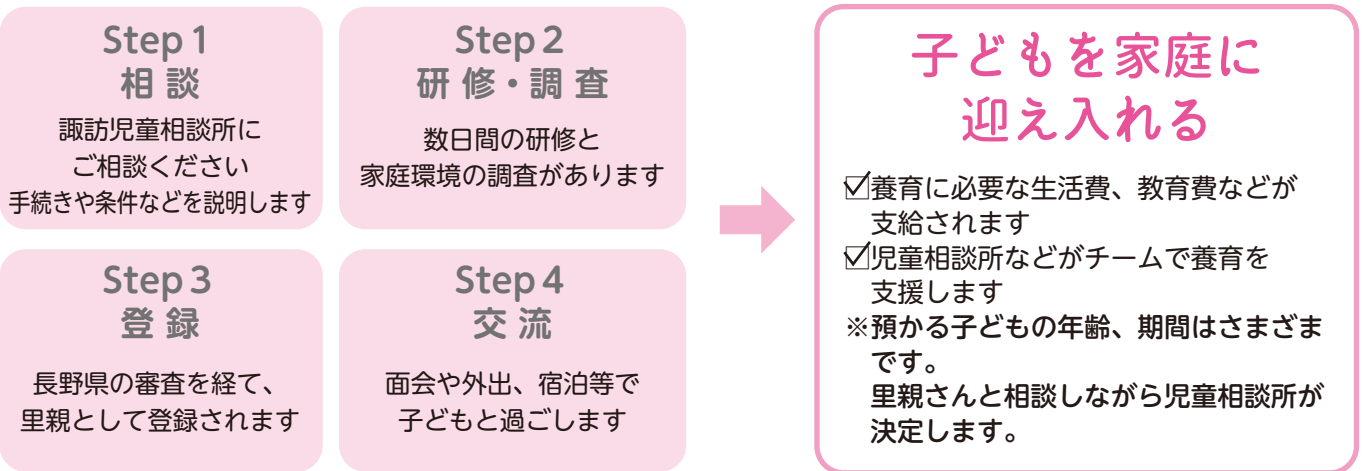 Step 1
相 談
諏訪児童相談所に
ご相談ください
手続きや条件などを説明します
Step 2
研 修・調 査
数日間の研修と
家庭環境の調査があります
Step 3
登 録
長野県の審査を経て、
里親として登録されます
Step 4
交 流
面会や外出、宿泊等で
子どもと過ごします
子どもを家庭に
迎え入れる
☑養育に必要な生活費、教育費などが
支給されます
☑児童相談所などがチームで養育を
支援します
※預かる子どもの年齢、期間はさまざま
です。
里親さんと相談しながら児童相談所が
決定します。